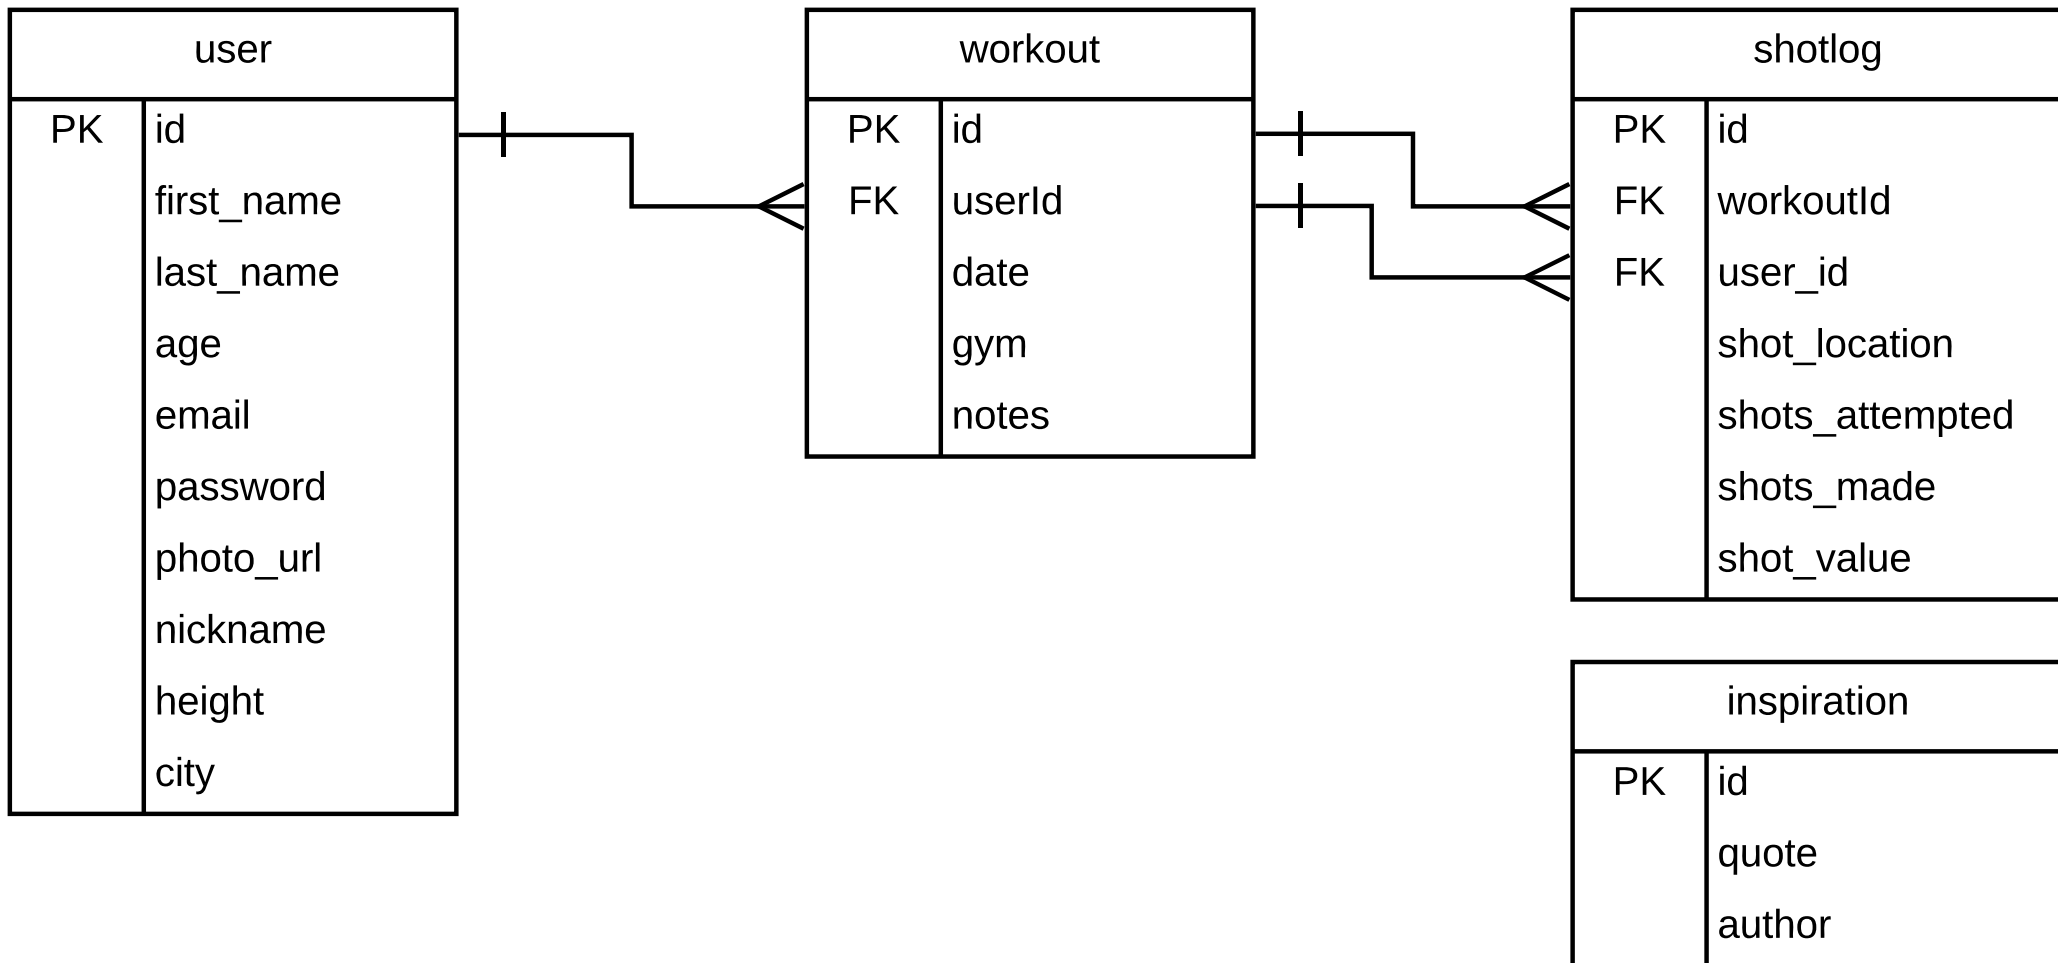 user
PK id
first_name
last_name
age
email
password
photo_url
nickname
height
city
workout
PK id
FK userId
date
gym
notes
shotlog
PK id
FK workoutId
FK user_id
shot_location
shots_attempted
shots_made
shot_value
inspiration
PK id
quote
author